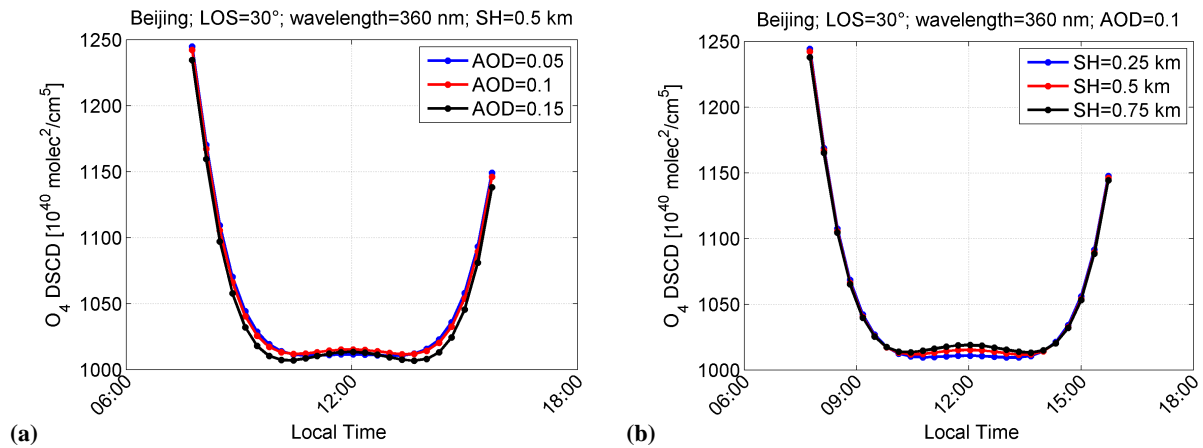 Beijing; LOS=30°; wavelength=360 nm; SH=0.5 km
1250
1200
1150
1100
1050
1000
O4 DSCD [10^40 molec^2/cm^5]
AOD=0.05
AOD=0.1
AOD=0.15
06:00
12:00
18:00
Local Time
(a)
Beijing; LOS=30°; wavelength=360 nm; AOD=0.1
1250
1200
1150
1100
1050
1000
O4 DSCD [10^40 molec^2/cm^5]
SH=0.25 km
SH=0.5 km
SH=0.75 km
06:00
09:00
12:00
15:00
18:00
Local Time
(b)